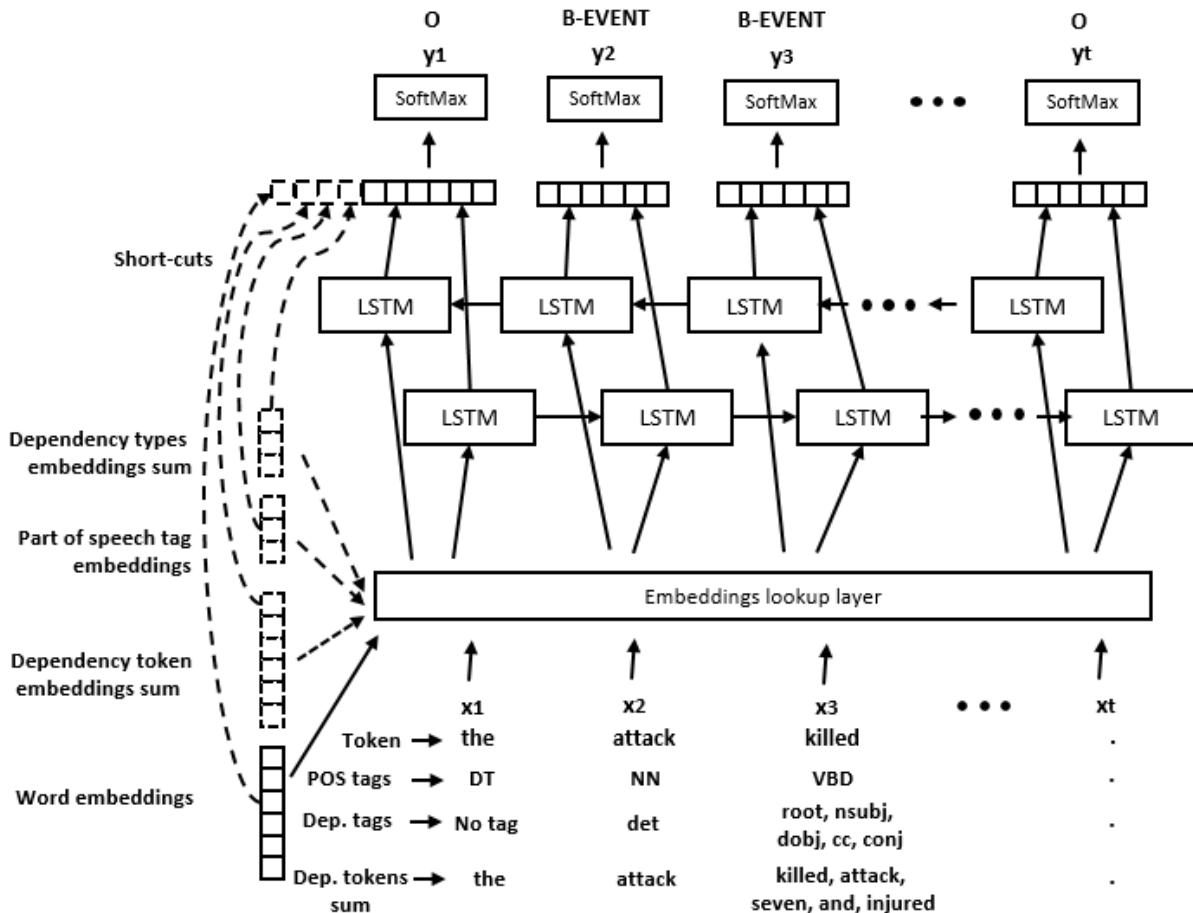 O B-EVENT B-EVENT O
y1 y2 y3 yt
SoftMax SoftMax SoftMax SoftMax
Short-cuts
LSTM LSTM LSTM LSTM
LSTM LSTM LSTM LSTM
Dependency types
embeddings sum
Part of speech tag
embeddings
Embeddings lookup layer
Dependency token
embeddings sum
Word embeddings
x1 x2 x3 xt
Token the attack killed .
POS tags DT NN VBD .
Dep. tags No tag det root, nsubj, .
dobj, cc, conj
Dep. tokens the attack killed, attack, .
sum seven, and, injured